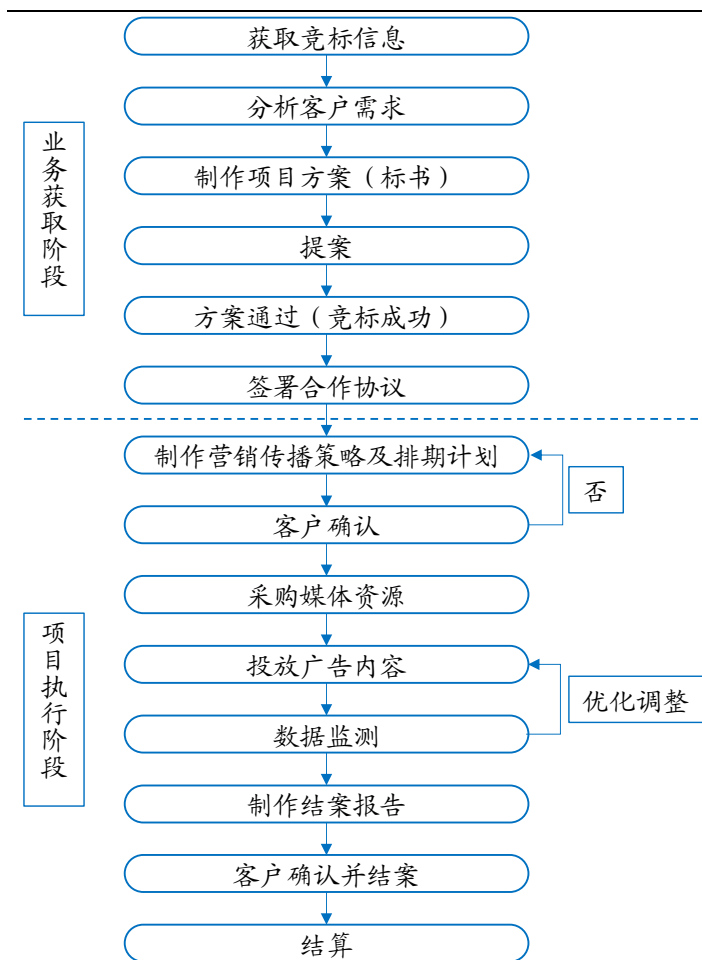 获取竞标信息
分析客户需求
业务获取阶段
制作项目方案（标书）
提案
方案通过（竞标成功）
签署合作协议
制作营销传播策略及排期计划
否
客户确认
采购媒体资源
项目执行阶段
投放广告内容
优化调整
数据监测
制作结案报告
客户确认并结案
结算